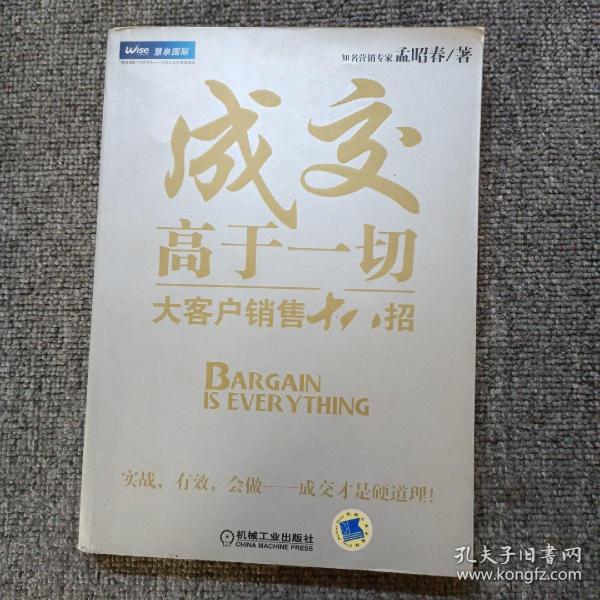 Wise 慧泉国际
知名营销专家 孟昭春/著
成交
高于一切
大客户销售十八招
BARGAIN
IS EVERYTHING
实战，有效，会做——成交才是硬道理！
机械工业出版社
CHINA MACHINE PRESS
孔夫子旧书网
www.kongfz.com